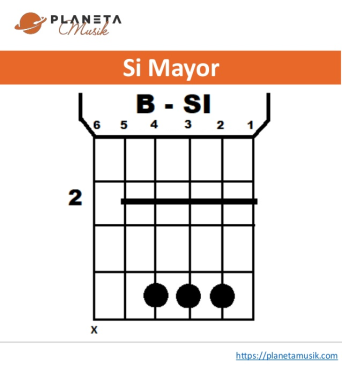 PLANETA
Musik
Si Mayor
B - SI
6 5 4 3 2 1
2
x
https://planetamusik.com